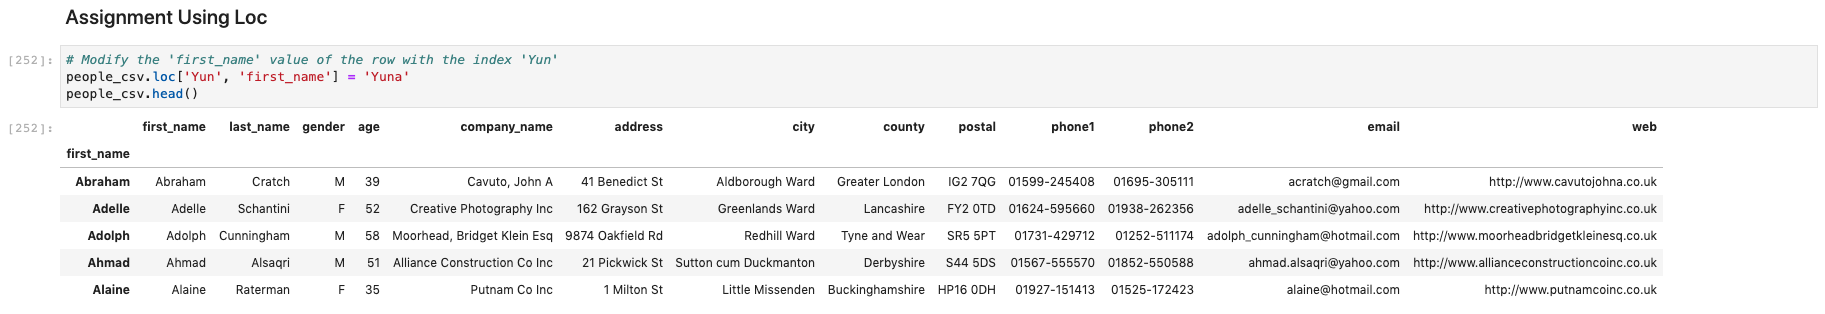 Assignment Using Loc
[252]: # Modify the 'first_name' value of the row with the index 'Yun'
people_csv.loc['Yun', 'first_name'] = 'Yuna'
people_csv.head()
[252]: first_name last_name gender age company_name address city county postal phone1 phone2 email web
first_name
Abraham Abraham Cratch M 39 Cavuto, John A 41 Benedict St Aldborough Ward Greater London IG2 7QG 01599-245408 01695-305111 acratch@gmail.com http://www.cavutojohna.co.uk
Adelle Adelle Schantini F 52 Creative Photography Inc 162 Grayson St Greenlands Ward Lancashire FY2 0TD 01624-595660 01938-262356 adelle_schantini@yahoo.com http://www.creativephotographyinc.co.uk
Adolph Adolph Cunningham M 58 Moorhead, Bridget Klein Esq 9874 Oakfield Rd Redhill Ward Tyne and Wear SR5 5PT 01731-429712 01252-511174 adolph_cunningham@hotmail.com http://www.moorheadbridgetkleinesq.co.uk
Ahmad Ahmad Alsaqri M 51 Alliance Construction Co Inc 21 Pickwick St Sutton cum Duckmanton Derbyshire S44 5DS 01567-555570 01852-550588 ahmad.alsaqri@yahoo.com http://www.allianceconstructioncoinc.co.uk
Alaine Alaine Raterman F 35 Putnam Co Inc 1 Milton St Little Missenden Buckinghamshire HP16 0DH 01927-151413 01525-172423 alaine@hotmail.com http://www.putnamcoinc.co.uk